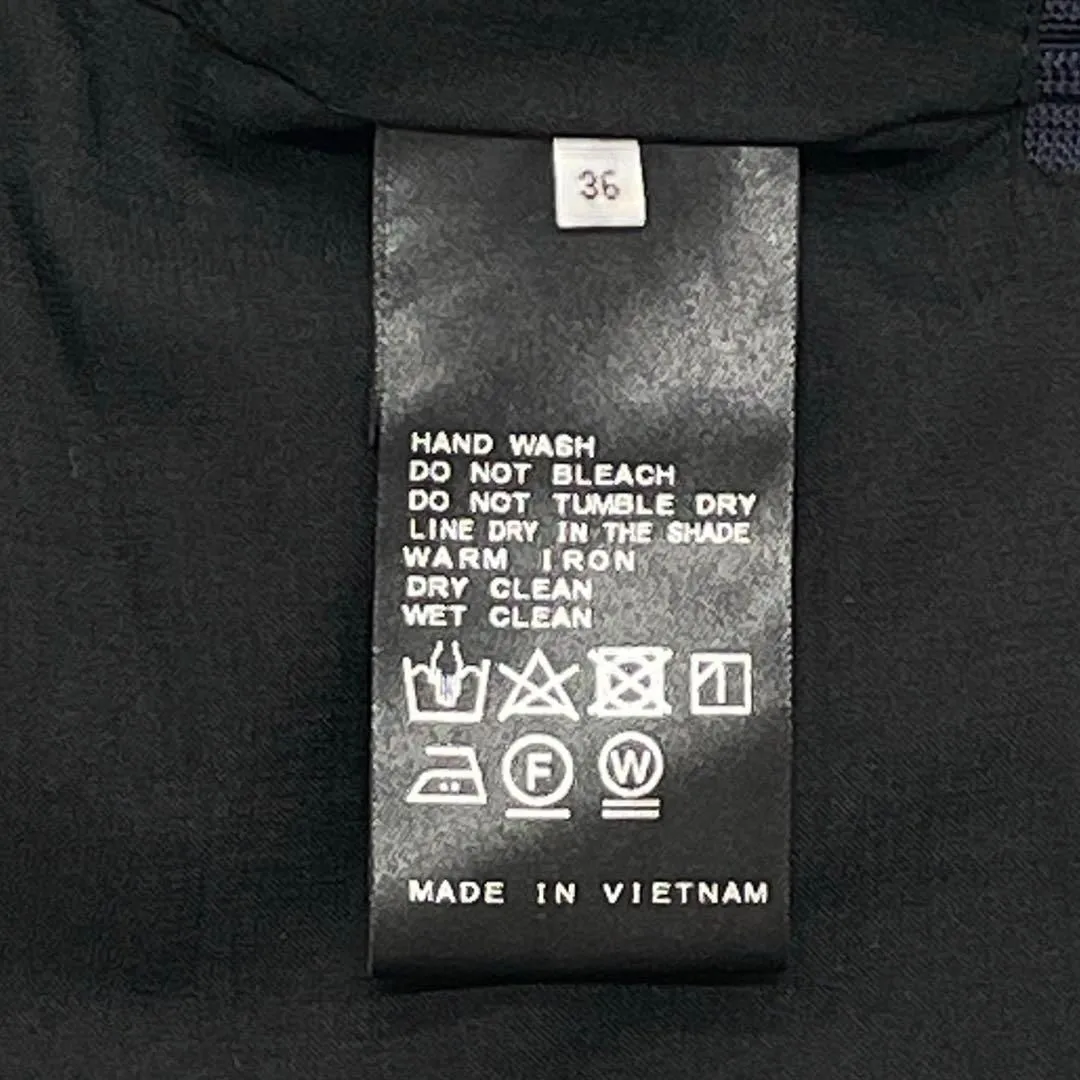 36
HAND WASH
DO NOT BLEACH
DO NOT TUMBLE DRY
LINE DRY IN THE SHADE
WARM IRON
DRY CLEAN
WET CLEAN
F W
MADE IN VIETNAM